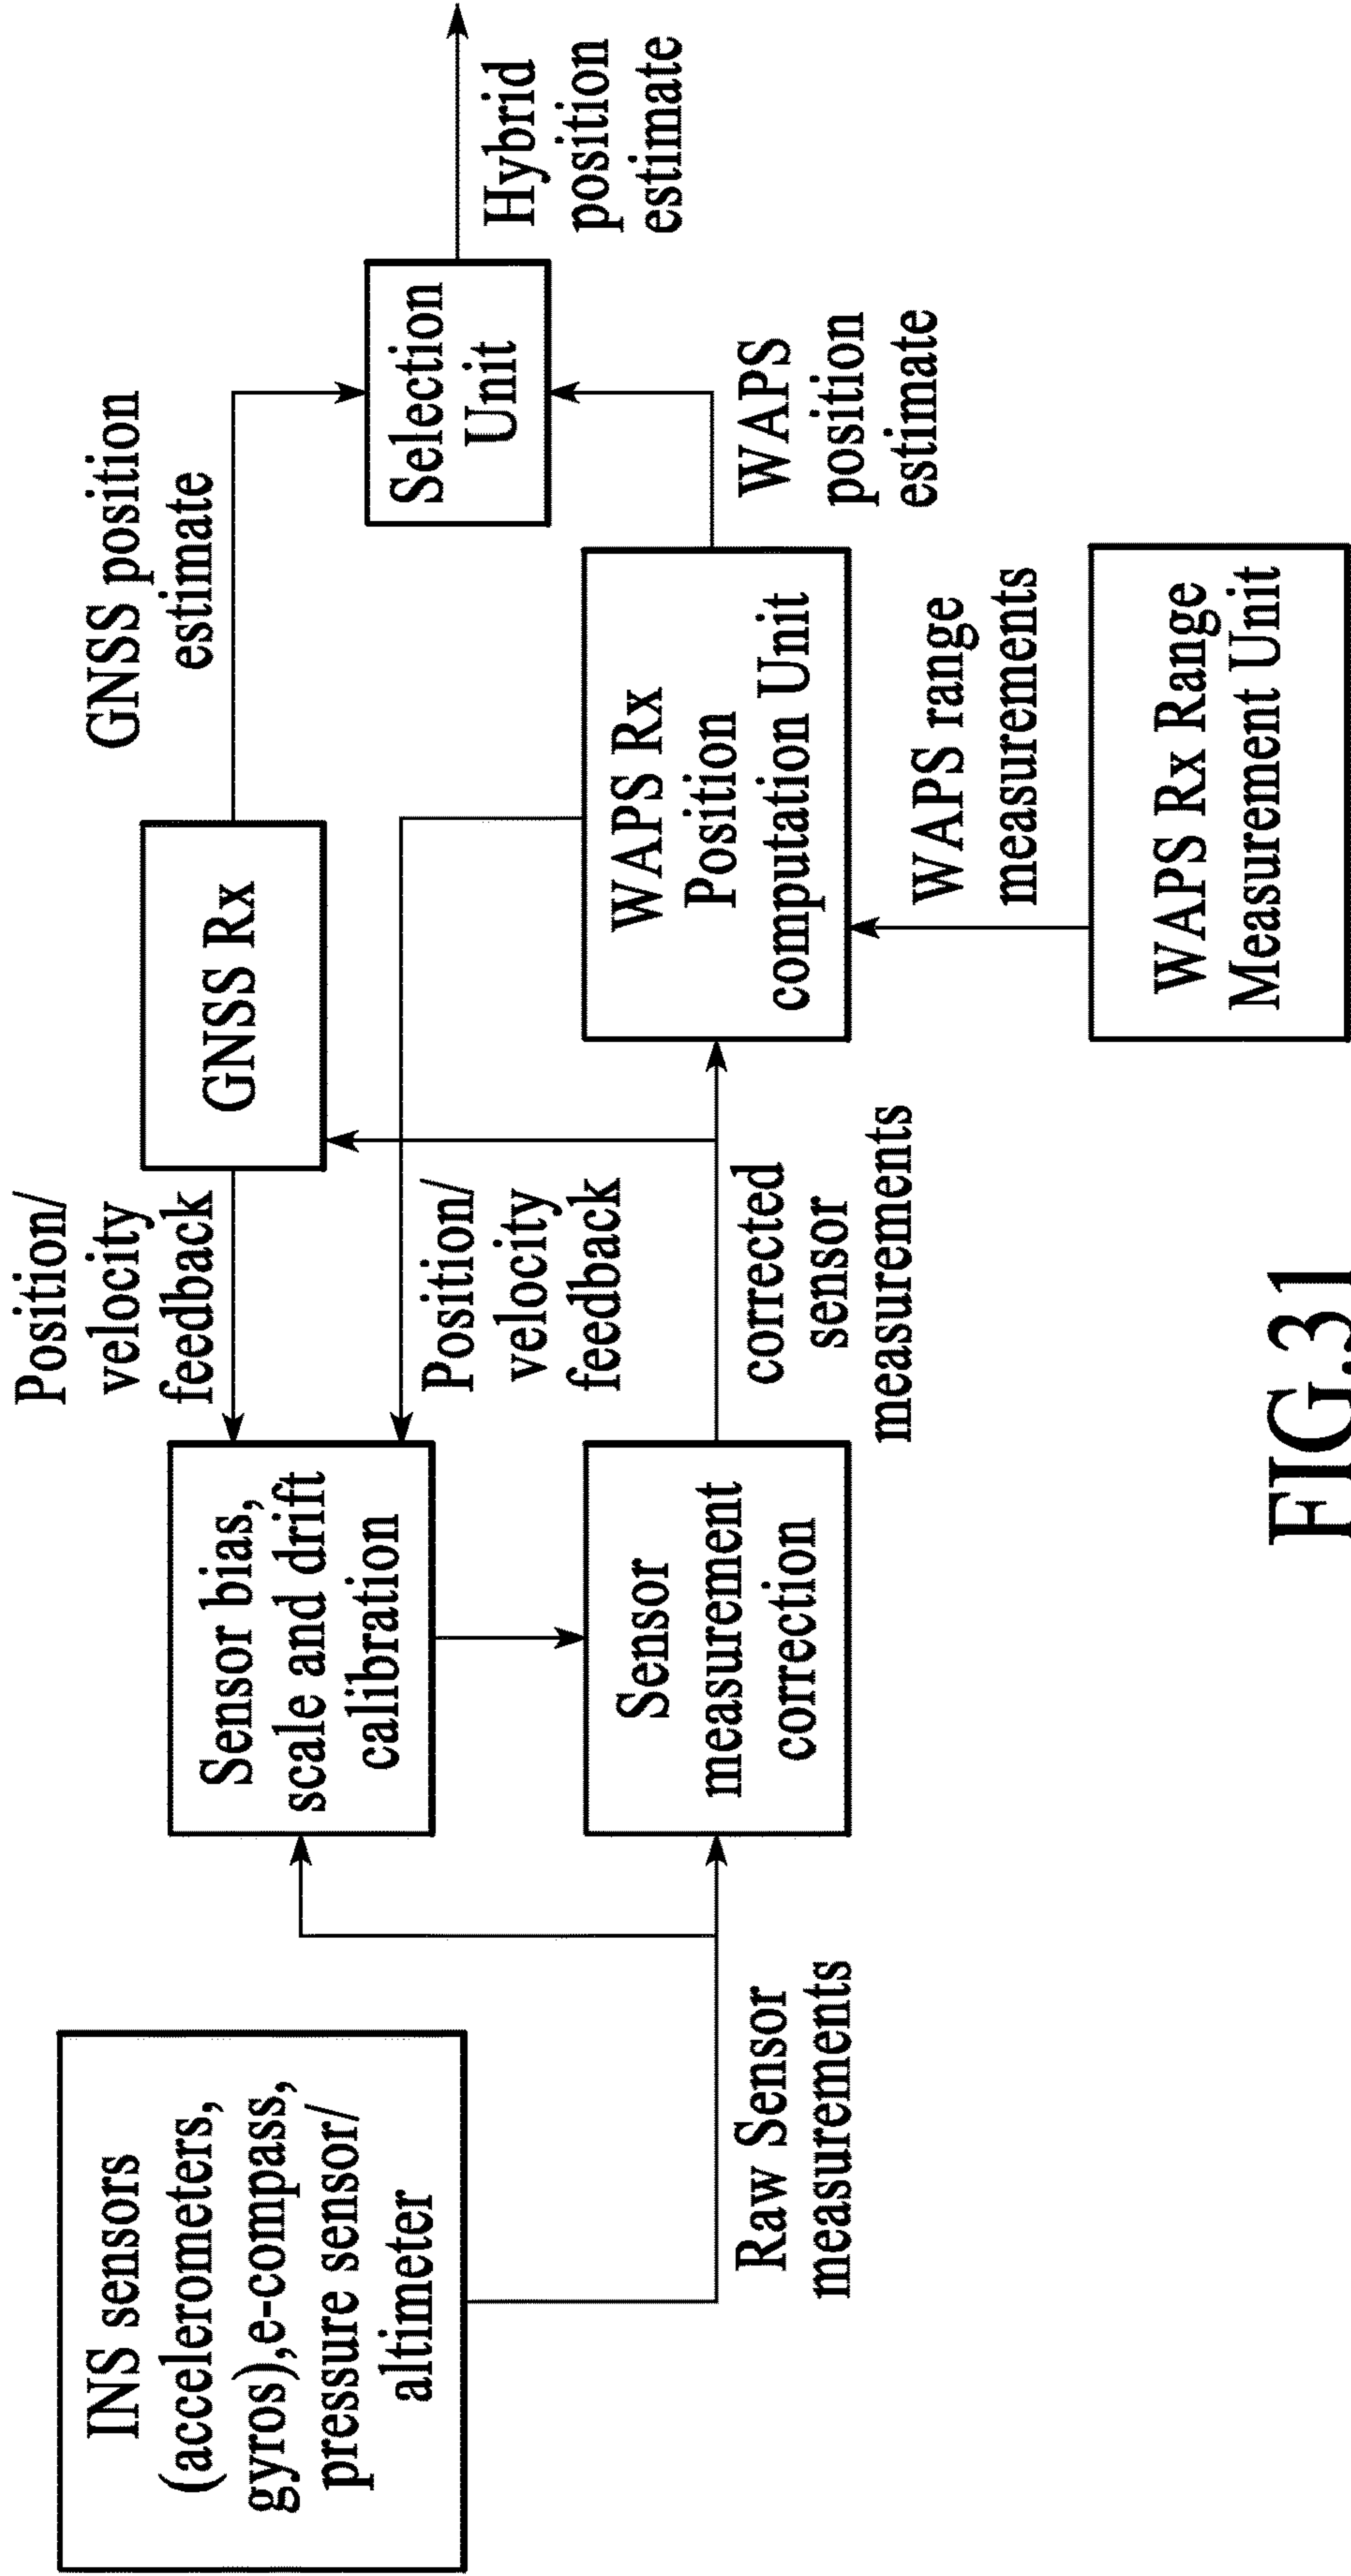 INS sensors
(accelerometers,
gyros),e-compass,
pressure sensor/
altimeter
Raw Sensor
measurements
Sensor bias,
scale and drift
calibration
Sensor
measurement
correction
Position/
velocity
feedback
Position/
velocity
feedback
corrected
sensor
measurements
GNSS Rx
WAPS Rx
Position
computation Unit
WAPS range
measurements
WAPS Rx Range
Measurement Unit
GNSS position
estimate
Selection
Unit
WAPS
position
estimate
Hybrid
position
estimate
FIG.31